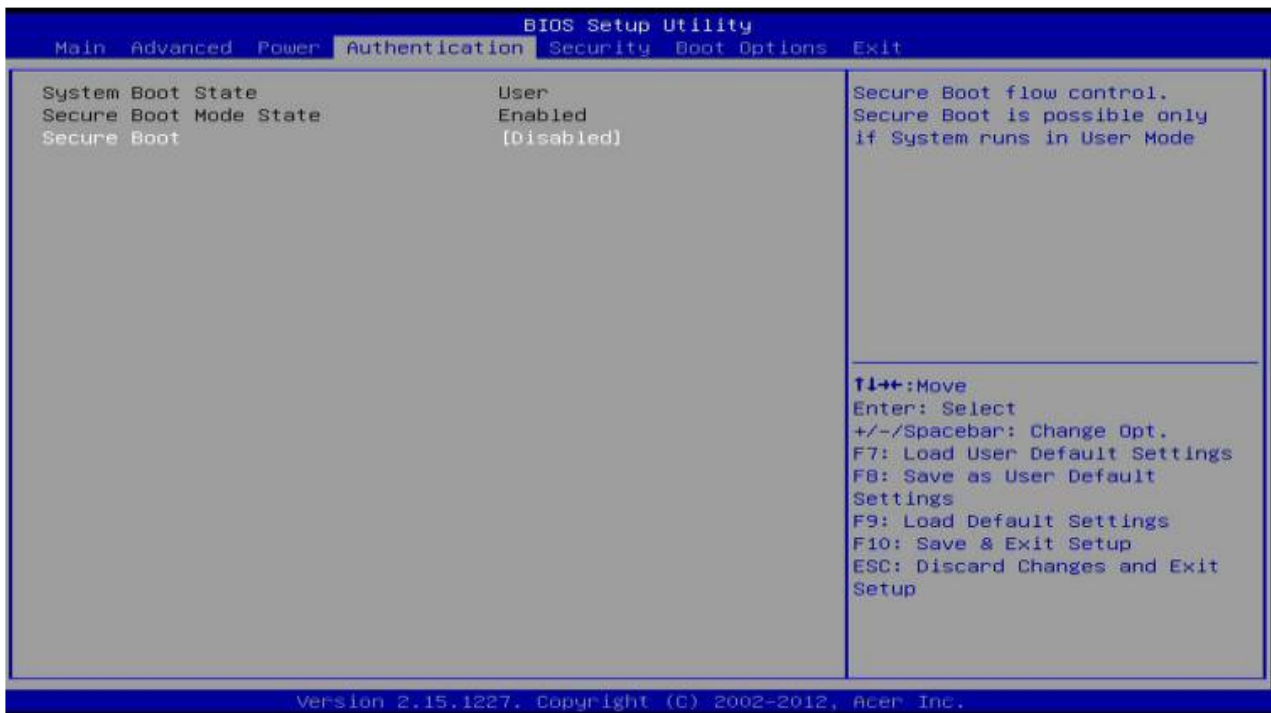 BIOS Setup Utility
Main Advanced Power Authentication Security Boot Options Exit
System Boot State User
Secure Boot Mode State Enabled
Secure Boot [Disabled]
Secure Boot flow control.
Secure Boot is possible only
if System runs in User Mode
↑↓→←:Move
Enter: Select
+/-/Spacebar: Change Opt.
F7: Load User Default Settings
F8: Save as User Default
Settings
F9: Load Default Settings
F10: Save & Exit Setup
ESC: Discard Changes and Exit
Setup
Version 2.15.1227. Copyright (C) 2002-2012, Acer Inc.